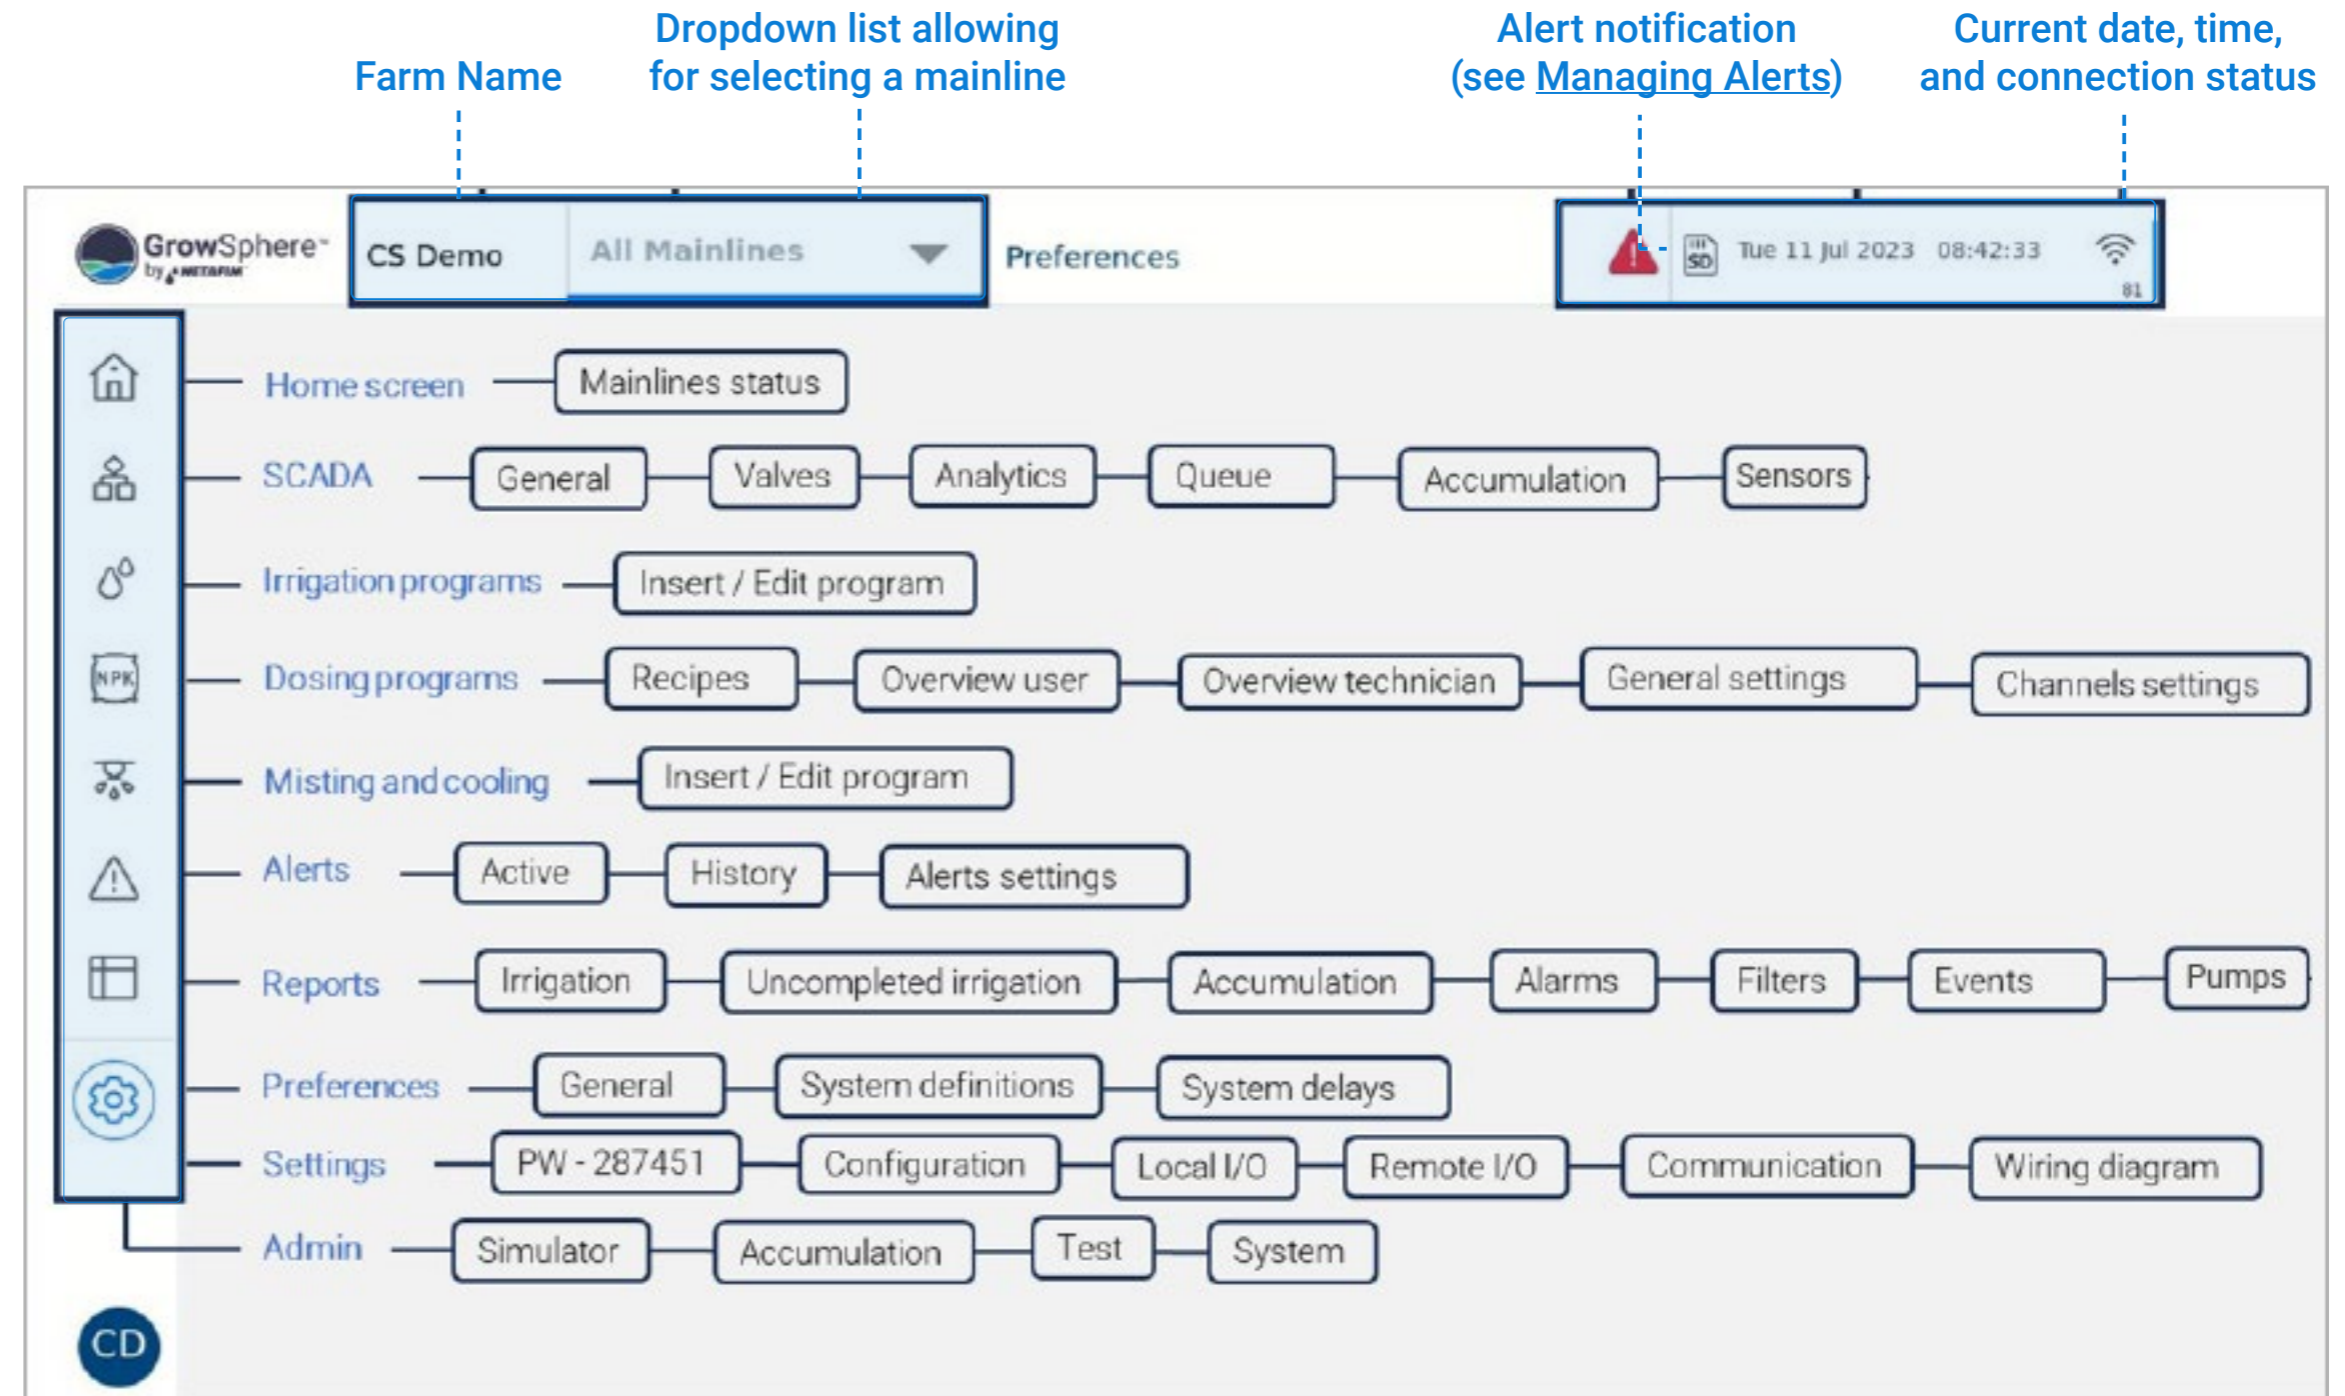 Farm Name
Dropdown list allowing
for selecting a mainline
Alert notification
(see Managing Alerts)
Current date, time,
and connection status
GrowSphere™
by NETAFIM
CS Demo
All Mainlines
Preferences
SD
Tue 11 Jul 2023 08:42:33
81
Home screen Mainlines status
SCADA General Valves Analytics Queue Accumulation Sensors
Irrigation programs Insert / Edit program
NPK
Dosing programs Recipes Overview user Overview technician General settings Channels settings
Misting and cooling Insert / Edit program
Alerts Active History Alerts settings
Reports Irrigation Uncompleted irrigation Accumulation Alarms Filters Events Pumps
Preferences General System definitions System delays
Settings PW - 287451 Configuration Local I/O Remote I/O Communication Wiring diagram
Admin Simulator Accumulation Test System
CD